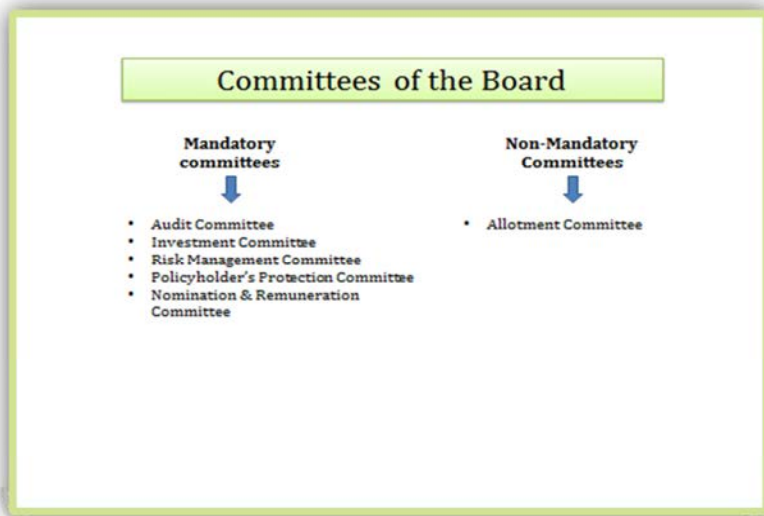 Committees of the Board
Mandatory
committees
• Audit Committee
• Investment Committee
• Risk Management Committee
• Policyholder's Protection Committee
• Nomination & Remuneration
Committee
Non-Mandatory
Committees
• Allotment Committee